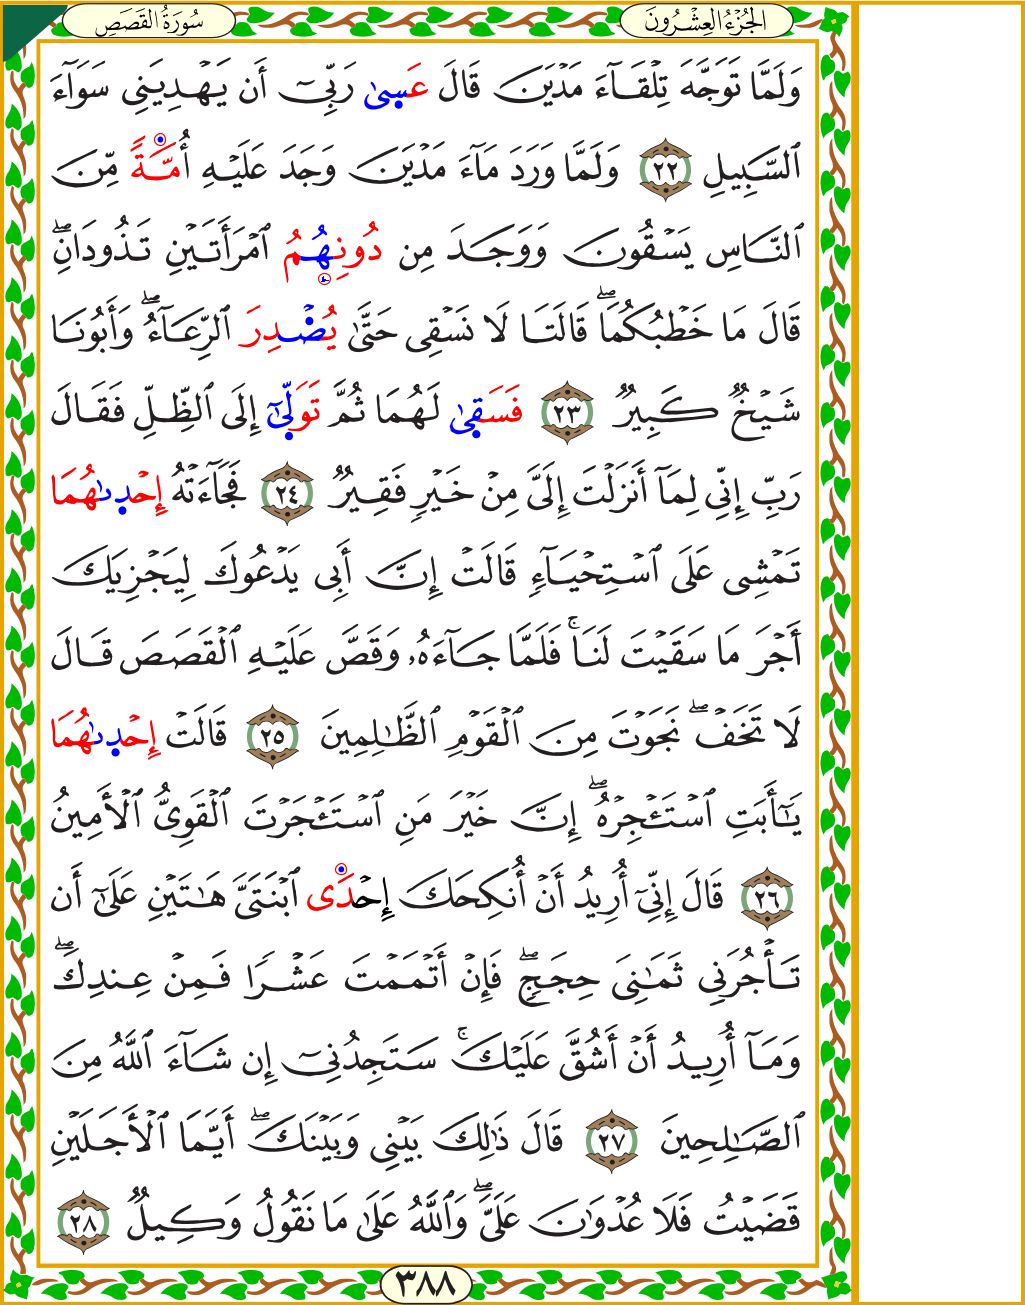 الجُزْءُ العِشْرُونَ
سُورَةُ القَصَصِ
وَلَمَّا تَوَجَّهَ تِلْقَآءَ مَدْيَنَ قَالَ عَسٜىٰ رَبِّىٓ أَن يَهْدِيَنِى سَوَآءَ
ٱلسَّبِيلِ ٢٢ وَلَمَّا وَرَدَ مَآءَ مَدْيَنَ وَجَدَ عَلَيْهِ أُمَّةً مِّنَ
ٱلنَّاسِ يَسْقُونَ وَوَجَدَ مِن دُونِهُمُ ٱمْرَأَتَيْنِ تَذُودَانِۖ
قَالَ مَا خَطْبُكُمَاۖ قَالَتَا لَا نَسْقِى حَتَّىٰ يُصْدِرَ ٱلرِّعَآءُۖ وَأَبُونَا
شَيْخٌ كَبِيرٌ ٢٣ فَسَقٜىٰ لَهُمَا ثُمَّ تَوَلّٜىٰٓ إِلَى ٱلظِّلِّ فَقَالَ
رَبِّ إِنِّى لِمَآ أَنزَلْتَ إِلَىَّ مِنْ خَيْرٍ فَقِيرٌ ٢٤ فَجَآءَتْهُ إِحْدٜىٰهُمَا
تَمْشِى عَلَى ٱسْتِحْيَآءٍ قَالَتْ إِنَّ أَبِى يَدْعُوكَ لِيَجْزِيَكَ
أَجْرَ مَا سَقَيْتَ لَنَاۚ فَلَمَّا جَآءَهُۥ وَقَصَّ عَلَيْهِ ٱلْقَصَصَ قَالَ
لَا تَخَفْۖ نَجَوْتَ مِنَ ٱلْقَوْمِ ٱلظَّٰلِمِينَ ٢٥ قَالَتْ إِحْدٜىٰهُمَا
يَٰٓأَبَتِ ٱسْتَـْٔجِرْهُۖ إِنَّ خَيْرَ مَنِ ٱسْتَـْٔجَرْتَ ٱلْقَوِىُّ ٱلْأَمِينُ
٢٦ قَالَ إِنِّىٓ أُرِيدُ أَنْ أُنكِحَكَ إِحْدَى ٱبْنَتَىَّ هَٰتَيْنِ عَلَىٰٓ أَن
تَأْجُرَنِى ثَمَٰنِىَ حِجَجٍۖ فَإِنْ أَتْمَمْتَ عَشْرًا فَمِنْ عِندِكَۖ
وَمَآ أُرِيدُ أَنْ أَشُقَّ عَلَيْكَۚ سَتَجِدُنِىٓ إِن شَآءَ ٱللَّهُ مِنَ
ٱلصَّٰلِحِينَ ٢٧ قَالَ ذَٰلِكَ بَيْنِى وَبَيْنَكَۖ أَيَّمَا ٱلْأَجَلَيْنِ
قَضَيْتُ فَلَا عُدْوَٰنَ عَلَىَّۖ وَٱللَّهُ عَلَىٰ مَا نَقُولُ وَكِيلٌ ٢٨
٣٨٨